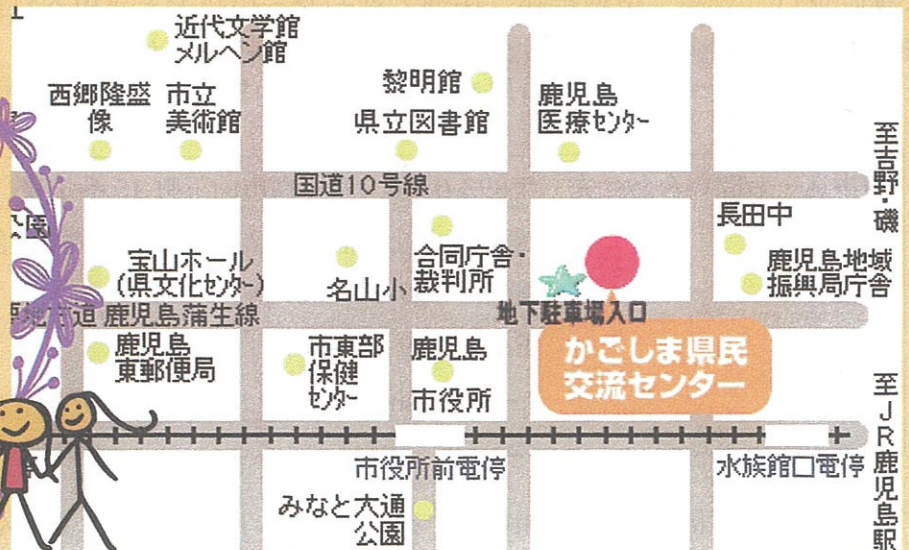 近代文学館
メルヘン館
西郷隆盛
像
市立
美術館
黎明館
県立図書館
鹿児島
医療センター
至吉野・磯
国道10号線
公園
宝山ホール
(県文化センター)
名山小
合同庁舎・
裁判所
長田中
鹿児島地域
振興局庁舎
地下駐車場入口
道 鹿児島蒲生線
かごしま県民
交流センター
鹿児島
東郵便局
市東部
保健
センター
鹿児島
市役所
至JR鹿児島駅
市役所前電停
水族館口電停
みなと大通
公園